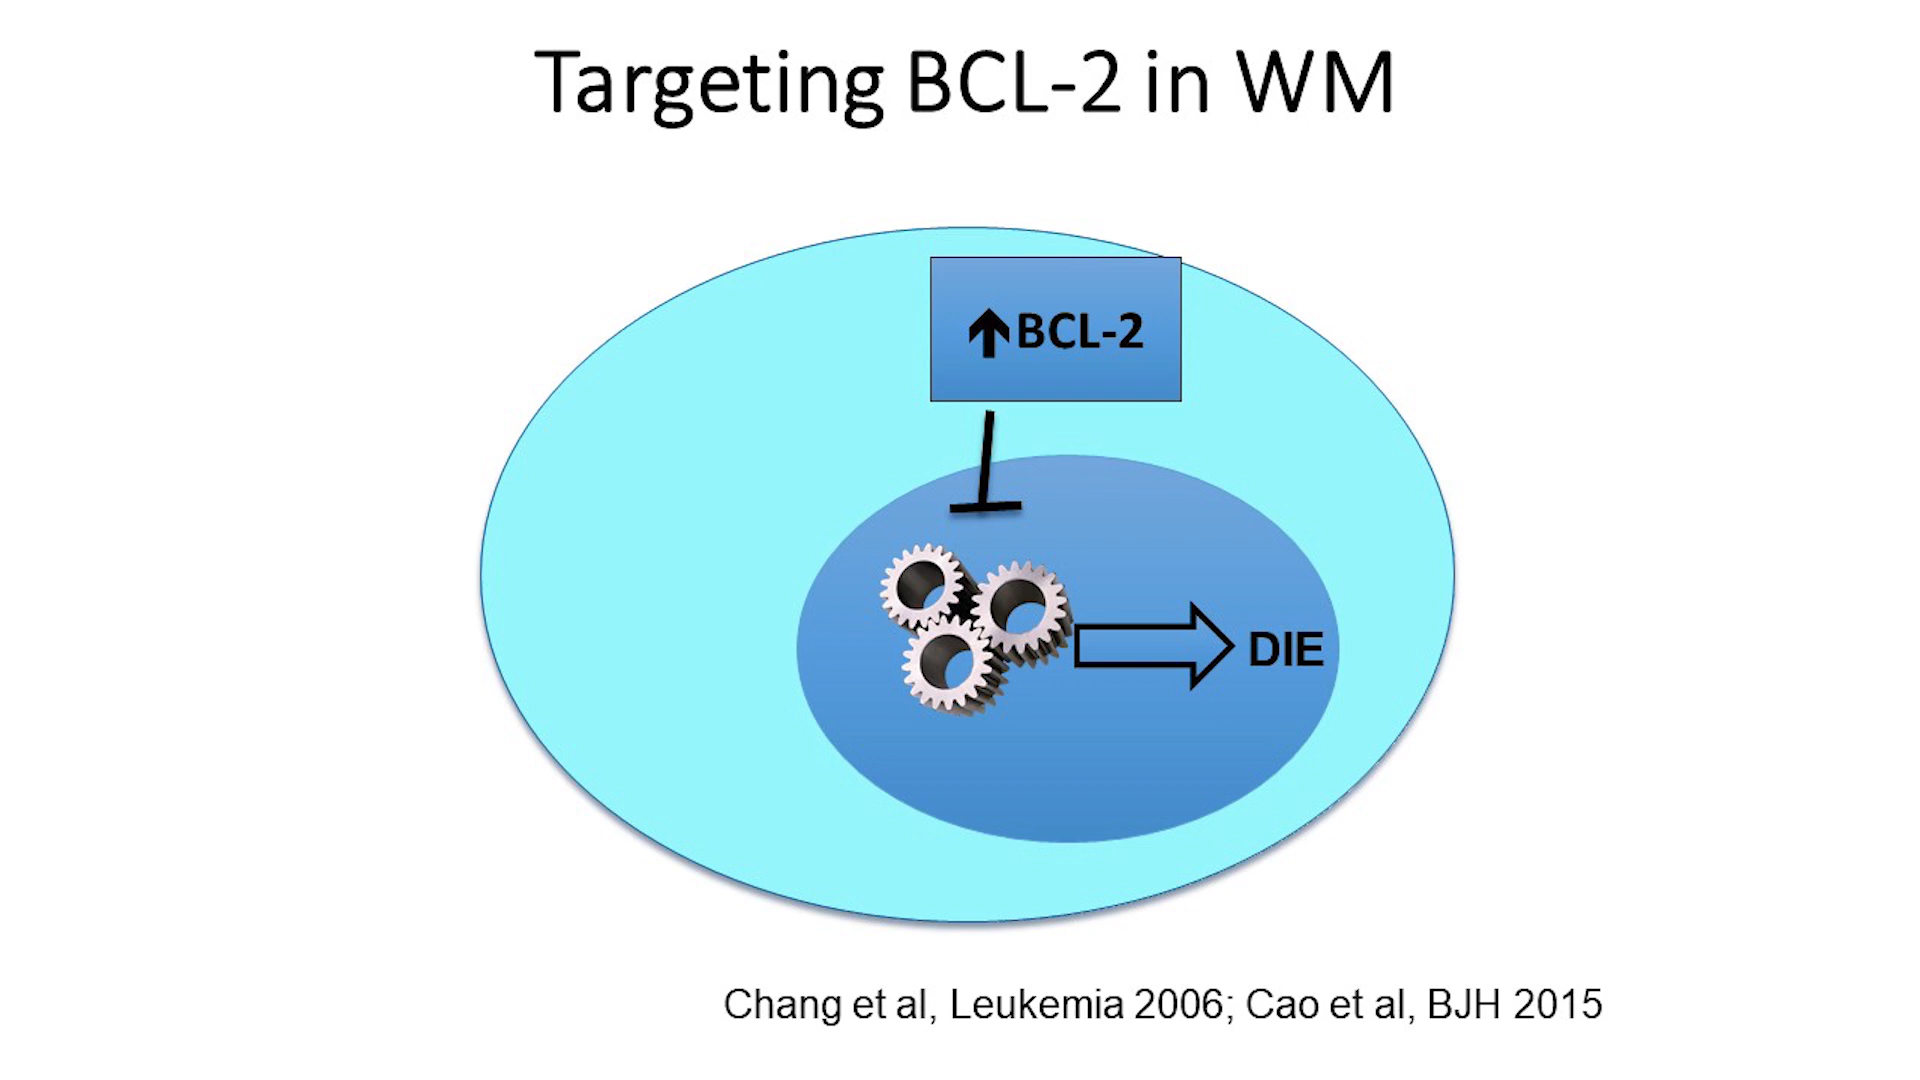 Targeting BCL-2 in WM
↑BCL-2
DIE
Chang et al, Leukemia 2006; Cao et al, BJH 2015